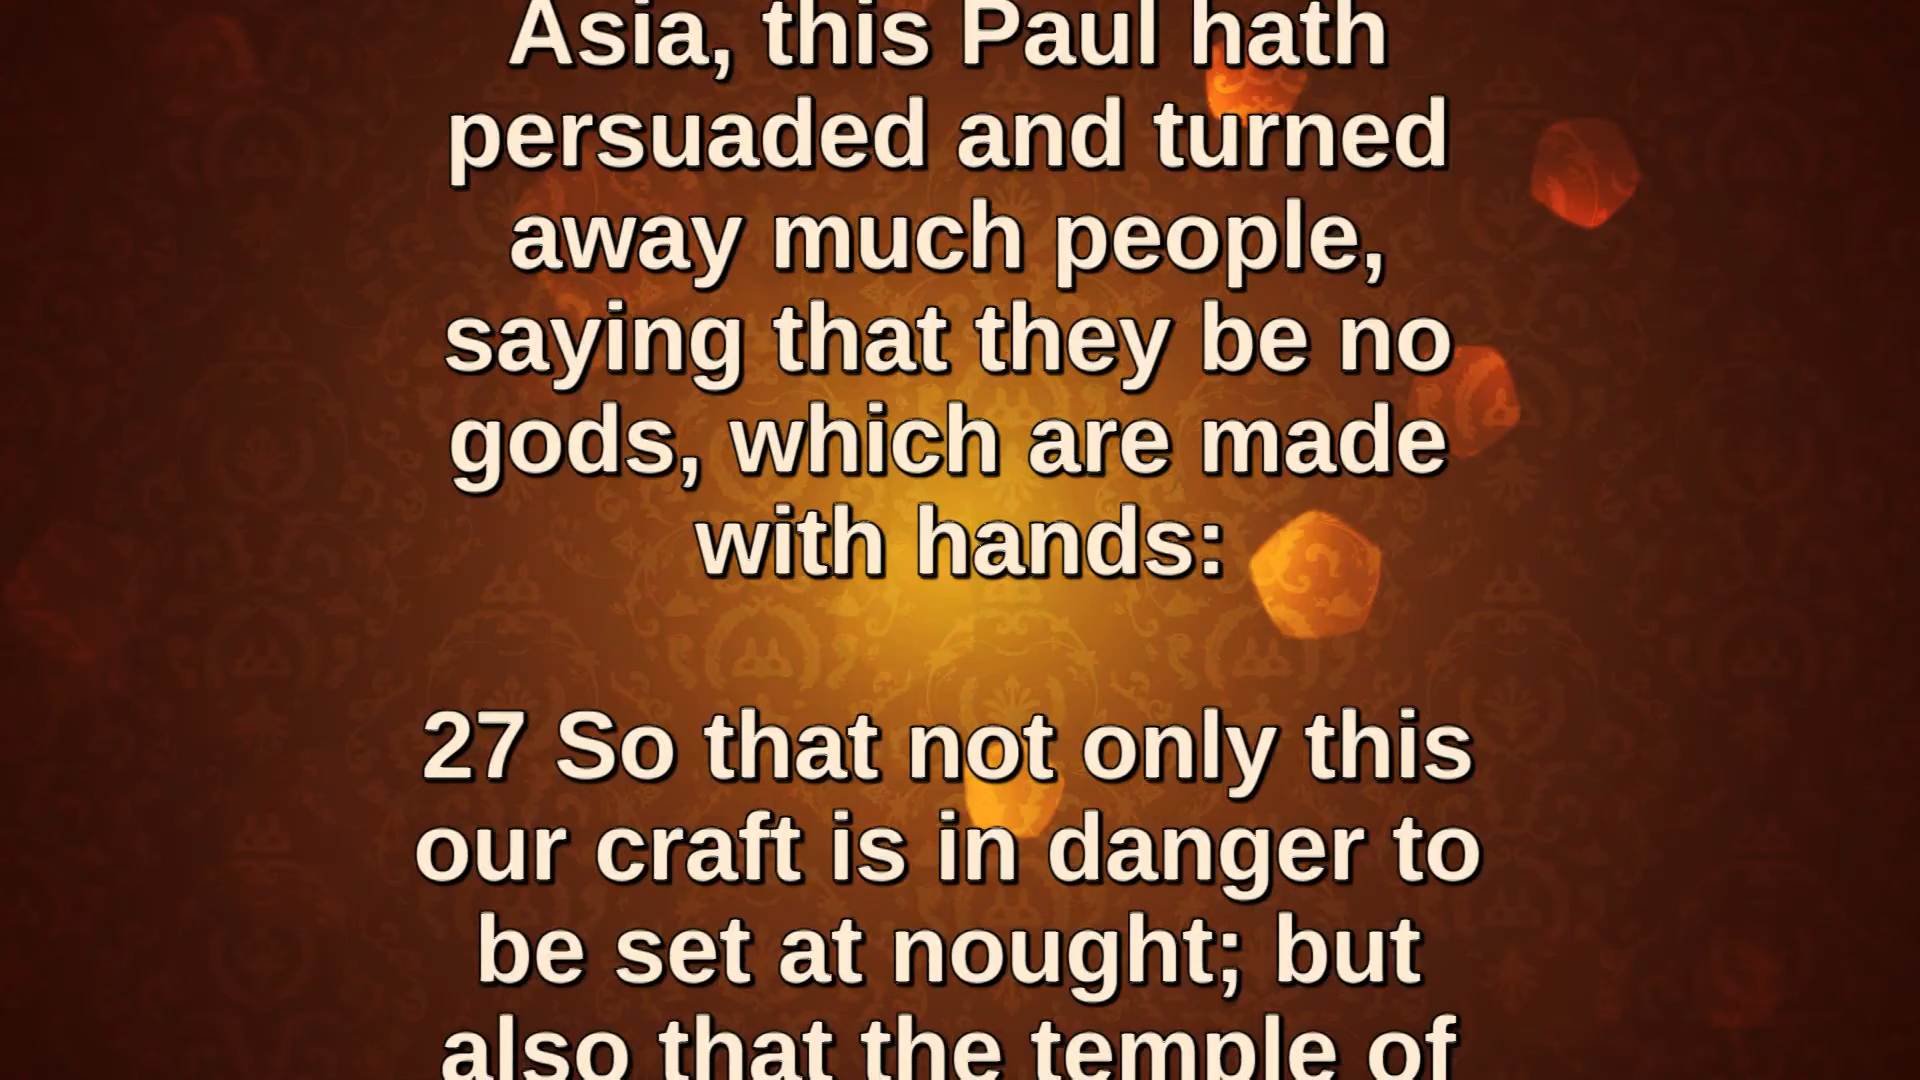 Asia, this Paul hath
persuaded and turned
away much people,
saying that they be no
gods, which are made
with hands:
27 So that not only this
our craft is in danger to
be set at nought; but
also that the temple of